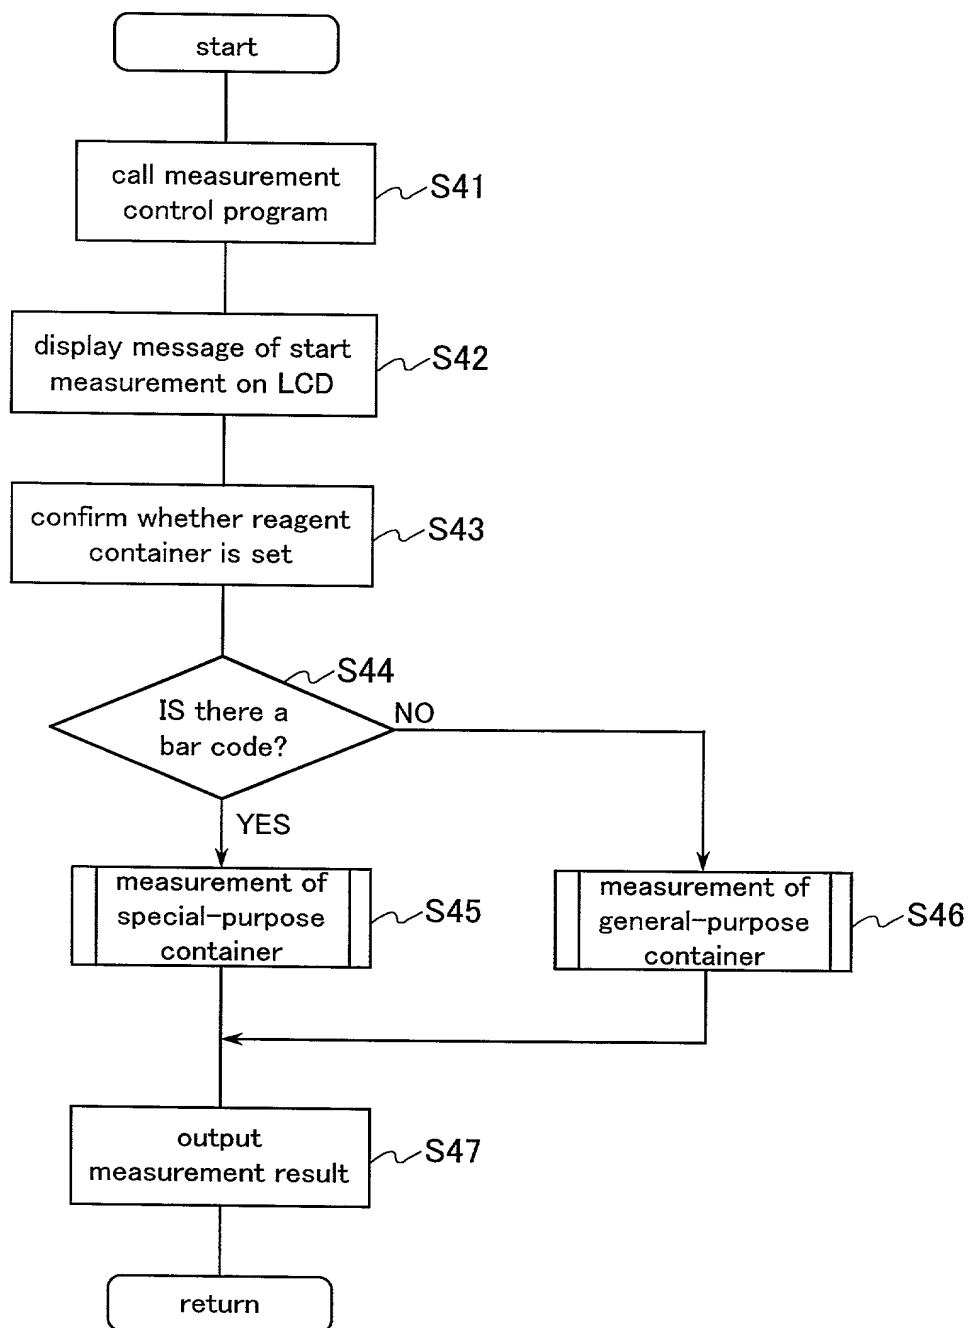 start
call measurement
control program
S41
display message of start
measurement on LCD
S42
confirm whether reagent
container is set
S43
S44
IS there a
bar code?
NO
YES
measurement of
special-purpose
container
S45
measurement of
general-purpose
container
S46
output
measurement result
S47
return